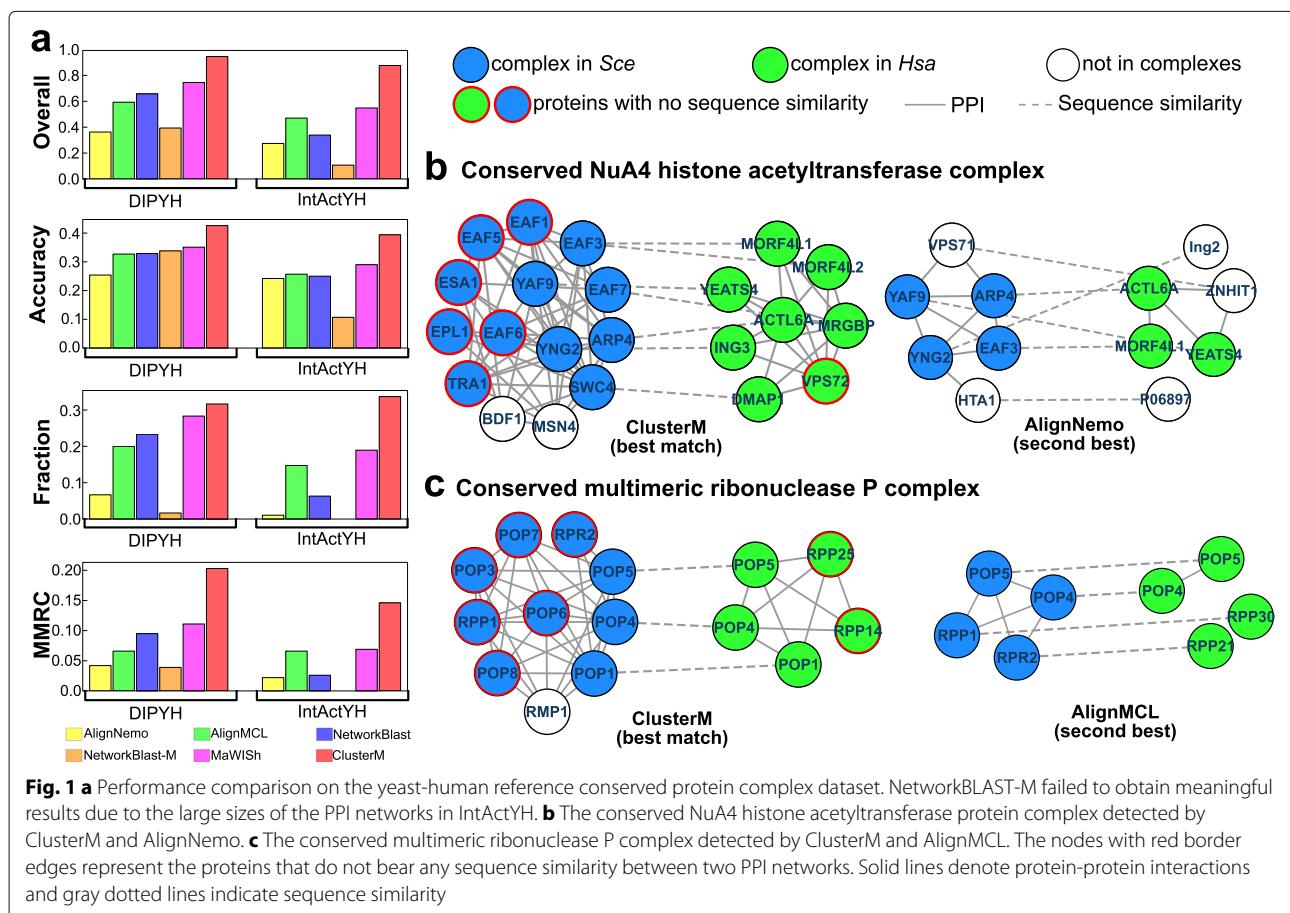 a
1.0
0.8
0.6
0.4
0.2
0.0
Overall
DIPYH
IntActYH
0.4
0.3
0.2
0.1
0.0
Accuracy
DIPYH
IntActYH
0.3
0.2
0.1
0.0
Fraction
DIPYH
IntActYH
0.20
0.15
0.10
0.05
0.0
MMRC
DIPYH
IntActYH
AlignNemo
AlignMCL
NetworkBlast
NetworkBlast-M
MaWISh
ClusterM
complex in Sce
complex in Hsa
not in complexes
proteins with no sequence similarity
PPI
Sequence similarity
b Conserved NuA4 histone acetyltransferase complex
EAF1
EAF5
EAF3
ESA1
YAF9
EAF7
EPL1
EAF6
YNG2
ARP4
TRA1
SWC4
BDF1
MSN4
MORF4L1
MORF4L2
YEATS4
ACTL6A
MRGBP
ING3
VPS72
DMAP1
ClusterM
(best match)
VPS71
YAF9
ARP4
YNG2
EAF3
HTA1
Ing2
ACTL6A
ZNHIT1
MORF4L1
YEATS4
P06897
AlignNemo
(second best)
c Conserved multimeric ribonuclease P complex
POP7
RPR2
POP3
POP5
RPP1
POP6
POP4
POP8
POP1
RMP1
POP5
RPP25
POP4
RPP14
POP1
ClusterM
(best match)
POP5
POP4
RPP1
RPR2
POP5
POP4
RPP30
RPP21
AlignMCL
(second best)
Fig. 1 a Performance comparison on the yeast-human reference conserved protein complex dataset. NetworkBLAST-M failed to obtain meaningful
results due to the large sizes of the PPI networks in IntActYH. b The conserved NuA4 histone acetyltransferase protein complex detected by
ClusterM and AlignNemo. c The conserved multimeric ribonuclease P complex detected by ClusterM and AlignMCL. The nodes with red border
edges represent the proteins that do not bear any sequence similarity between two PPI networks. Solid lines denote protein-protein interactions
and gray dotted lines indicate sequence similarity